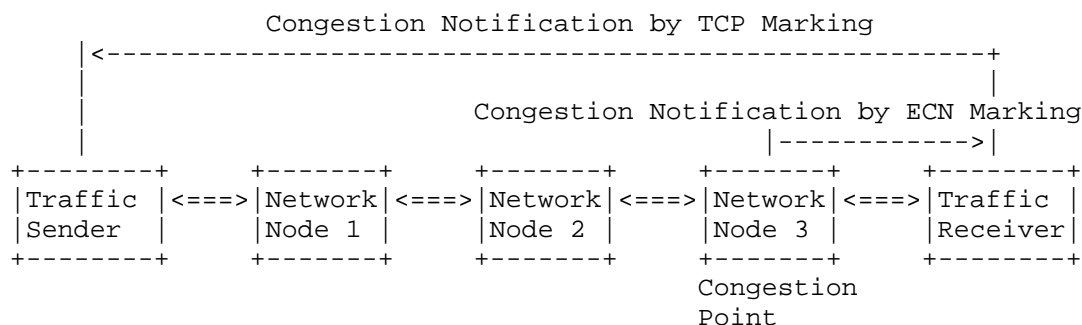 Congestion Notification by TCP Marking
|<---------------------------------------------------+
|                                                    |
|                       Congestion Notification by ECN Marking
|                                        |------------>|
+--------+     +-------+     +-------+     +-------+     +--------+
|Traffic |<===>|Network|<===>|Network|<===>|Network|<===>|Traffic |
|Sender  |     |Node 1 |     |Node 2 |     |Node 3 |     |Receiver|
+--------+     +-------+     +-------+     +-------+     +--------+
Congestion
Point